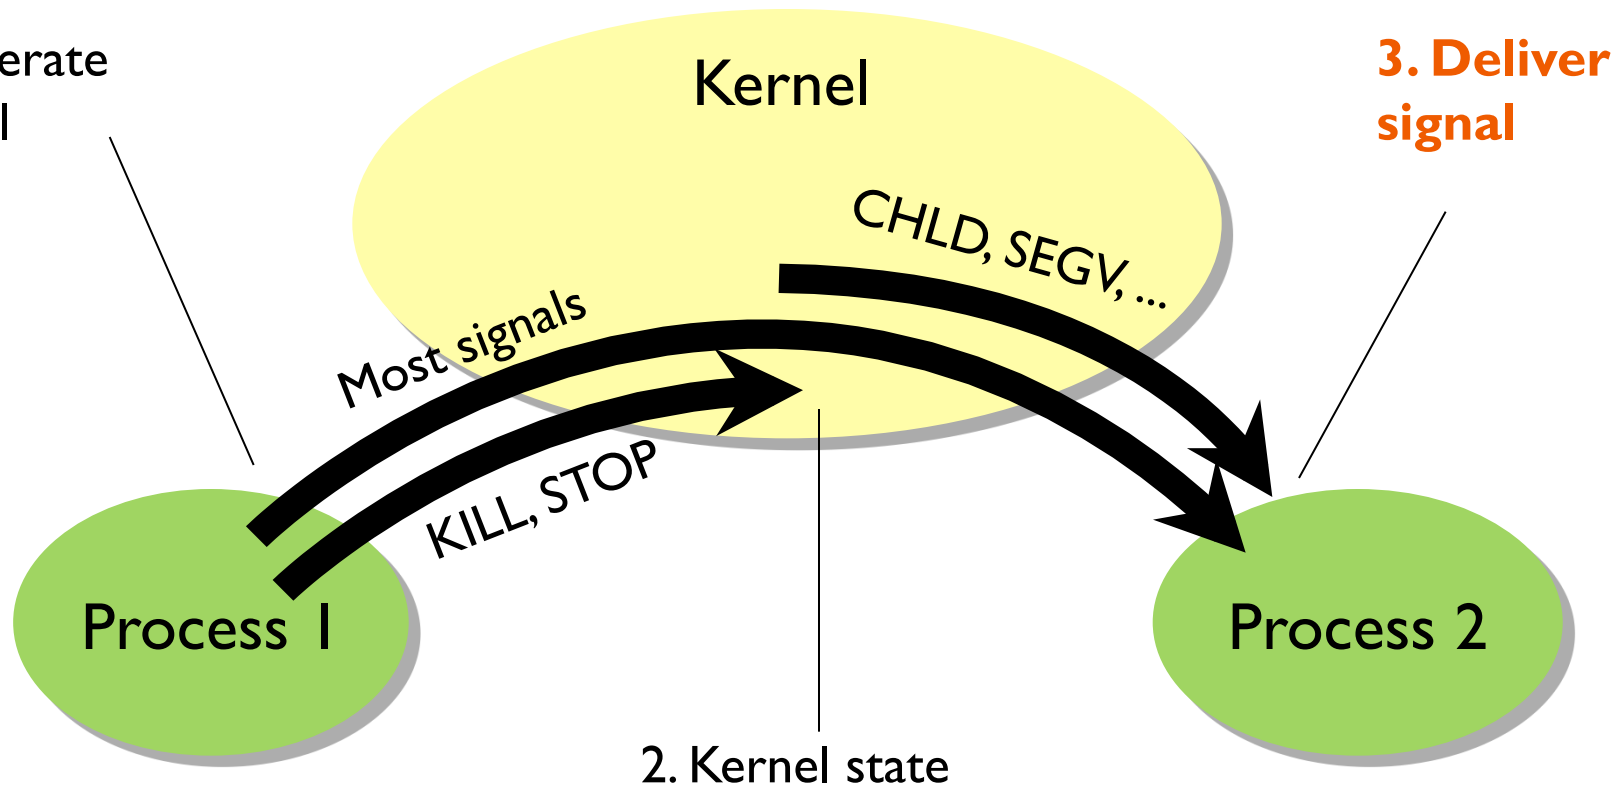 erate
l
Kernel
3. Deliver
signal
CHLD, SEGV, ...
Most signals
KILL, STOP
Process 1
Process 2
2. Kernel state